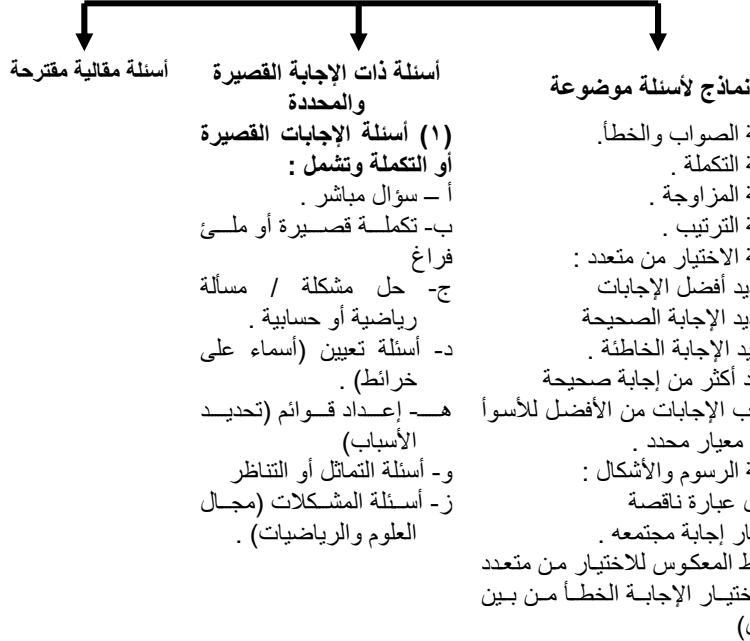 نماذج لأسئلة موضوعة
الصواب والخطأ.
التكملة .
المزاوجة .
الترتيب .
الاختيار من متعدد :
أفضل الإجابات
الإجابة الصحيحة
الإجابة الخاطئة .
أكثر من إجابة صحيحة
الإجابات من الأفضل للأسوأ
معيار محدد .
الرسوم والأشكال :
عبارة ناقصة
إجابة مجتمعه .
المعكوس للاختيار من متعدد
الإجابة الخطأ من بين
أسئلة ذات الإجابة القصيرة
والمحددة
(١) أسئلة الإجابات القصيرة
أو التكملة وتشمل :
أ – سؤال مباشر .
ب- تكملة قصيرة أو ملئ
فراغ
ج- حل مشكلة / مسألة
رياضية أو حسابية .
د- أسئلة تعيين (أسماء على
خرائط) .
هـ- إعداد قوائم (تحديد
الأسباب)
و- أسئلة التماثل أو التناظر
ز- أسئلة المشكلات (مجال
العلوم والرياضيات) .
أسئلة مقالية مقترحة